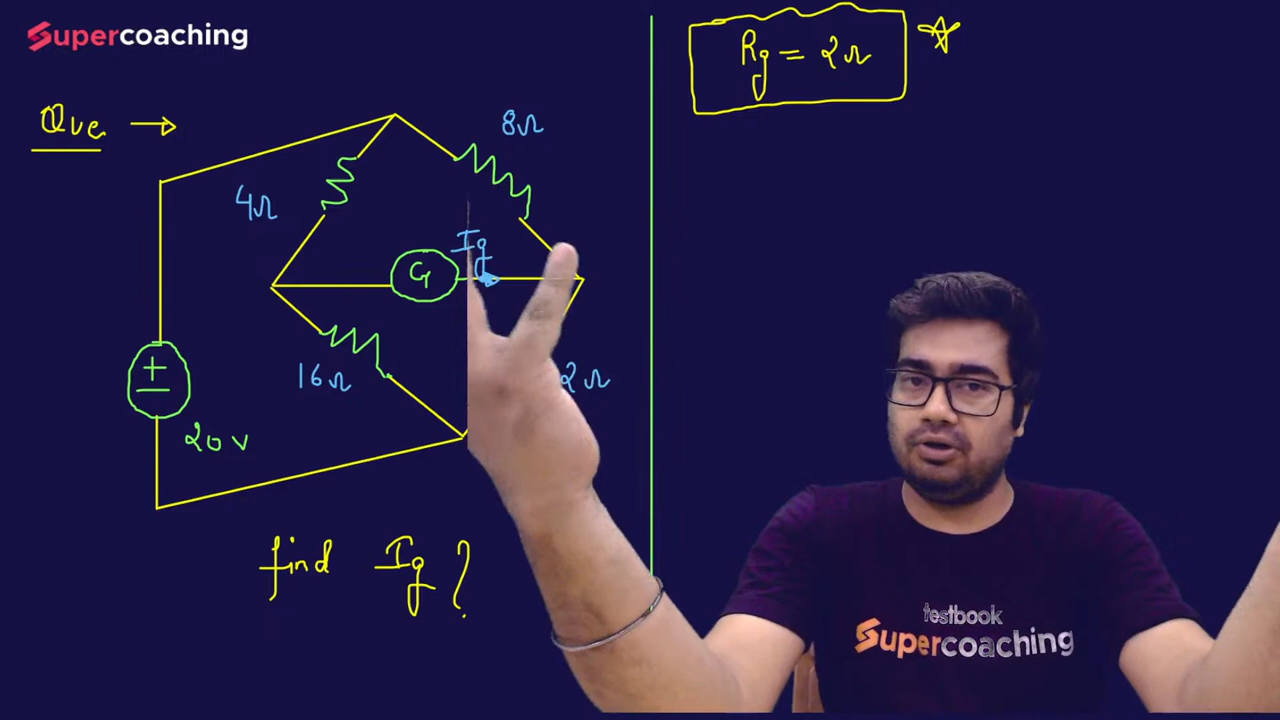 Supercoaching
Rg = 2Ω
Que →
8Ω
4Ω
Ig
G
16Ω
2Ω
+
−
20 V
find Ig ?
testbook
Supercoaching